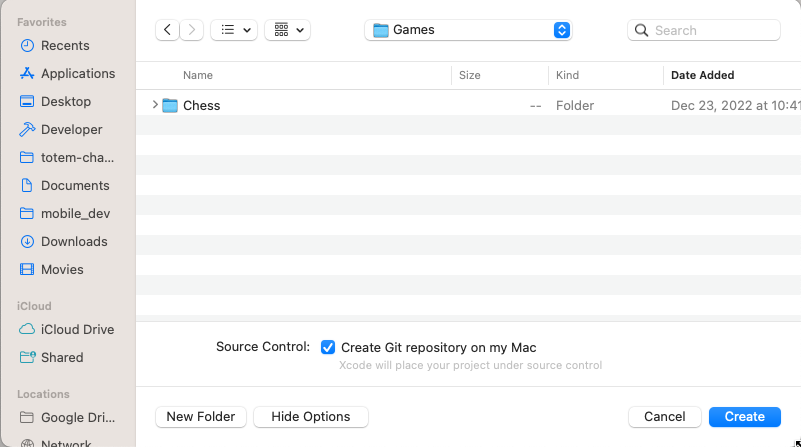 Favorites
Recents
Applications
Desktop
Developer
totem-cha...
Documents
mobile_dev
Downloads
Movies
iCloud
iCloud Drive
Shared
Locations
Google Dri...
Network
Games
Search
Name Size Kind Date Added
Chess -- Folder Dec 23, 2022 at 10:41
Source Control: Create Git repository on my Mac
Xcode will place your project under source control
New Folder Hide Options Cancel Create